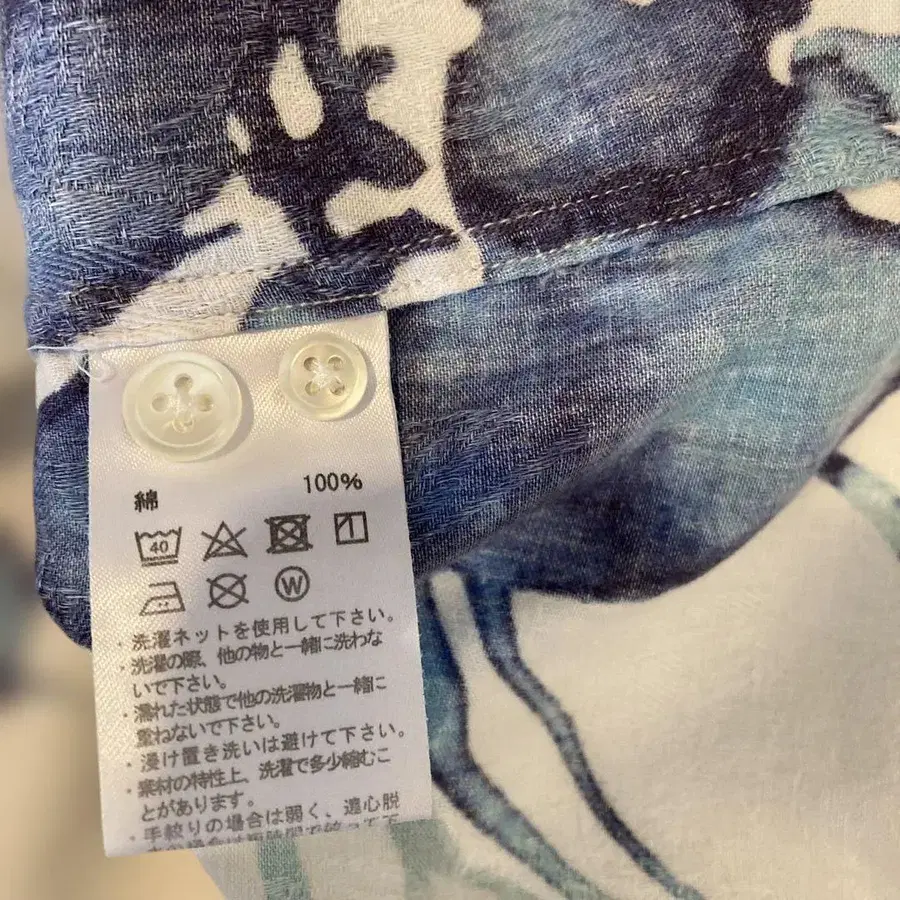 綿 100%
40
W
・洗濯ネットを使用して下さい。
・洗濯の際、他の物と一緒に洗わな
いで下さい。
・濡れた状態で他の洗濯物と一緒に
重ねないで下さい。
・浸け置き洗いは避けて下さい。
・素材の特性上、洗濯で多少縮むこ
とがあります。
・手絞りの場合は弱く、遠心脱